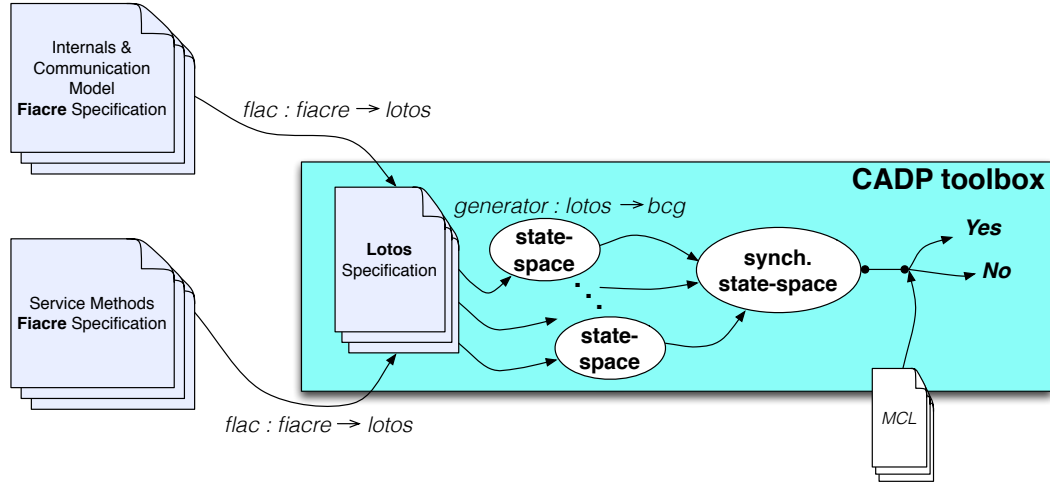 Internals &
Communication
Model
Fiacre Specification
flac : fiacre → lotos
CADP toolbox
generator : lotos → bcg
Lotos
Specification
state-
space
synch.
state-space
Yes
No
Service Methods
Fiacre Specification
state-
space
flac : fiacre → lotos
MCL